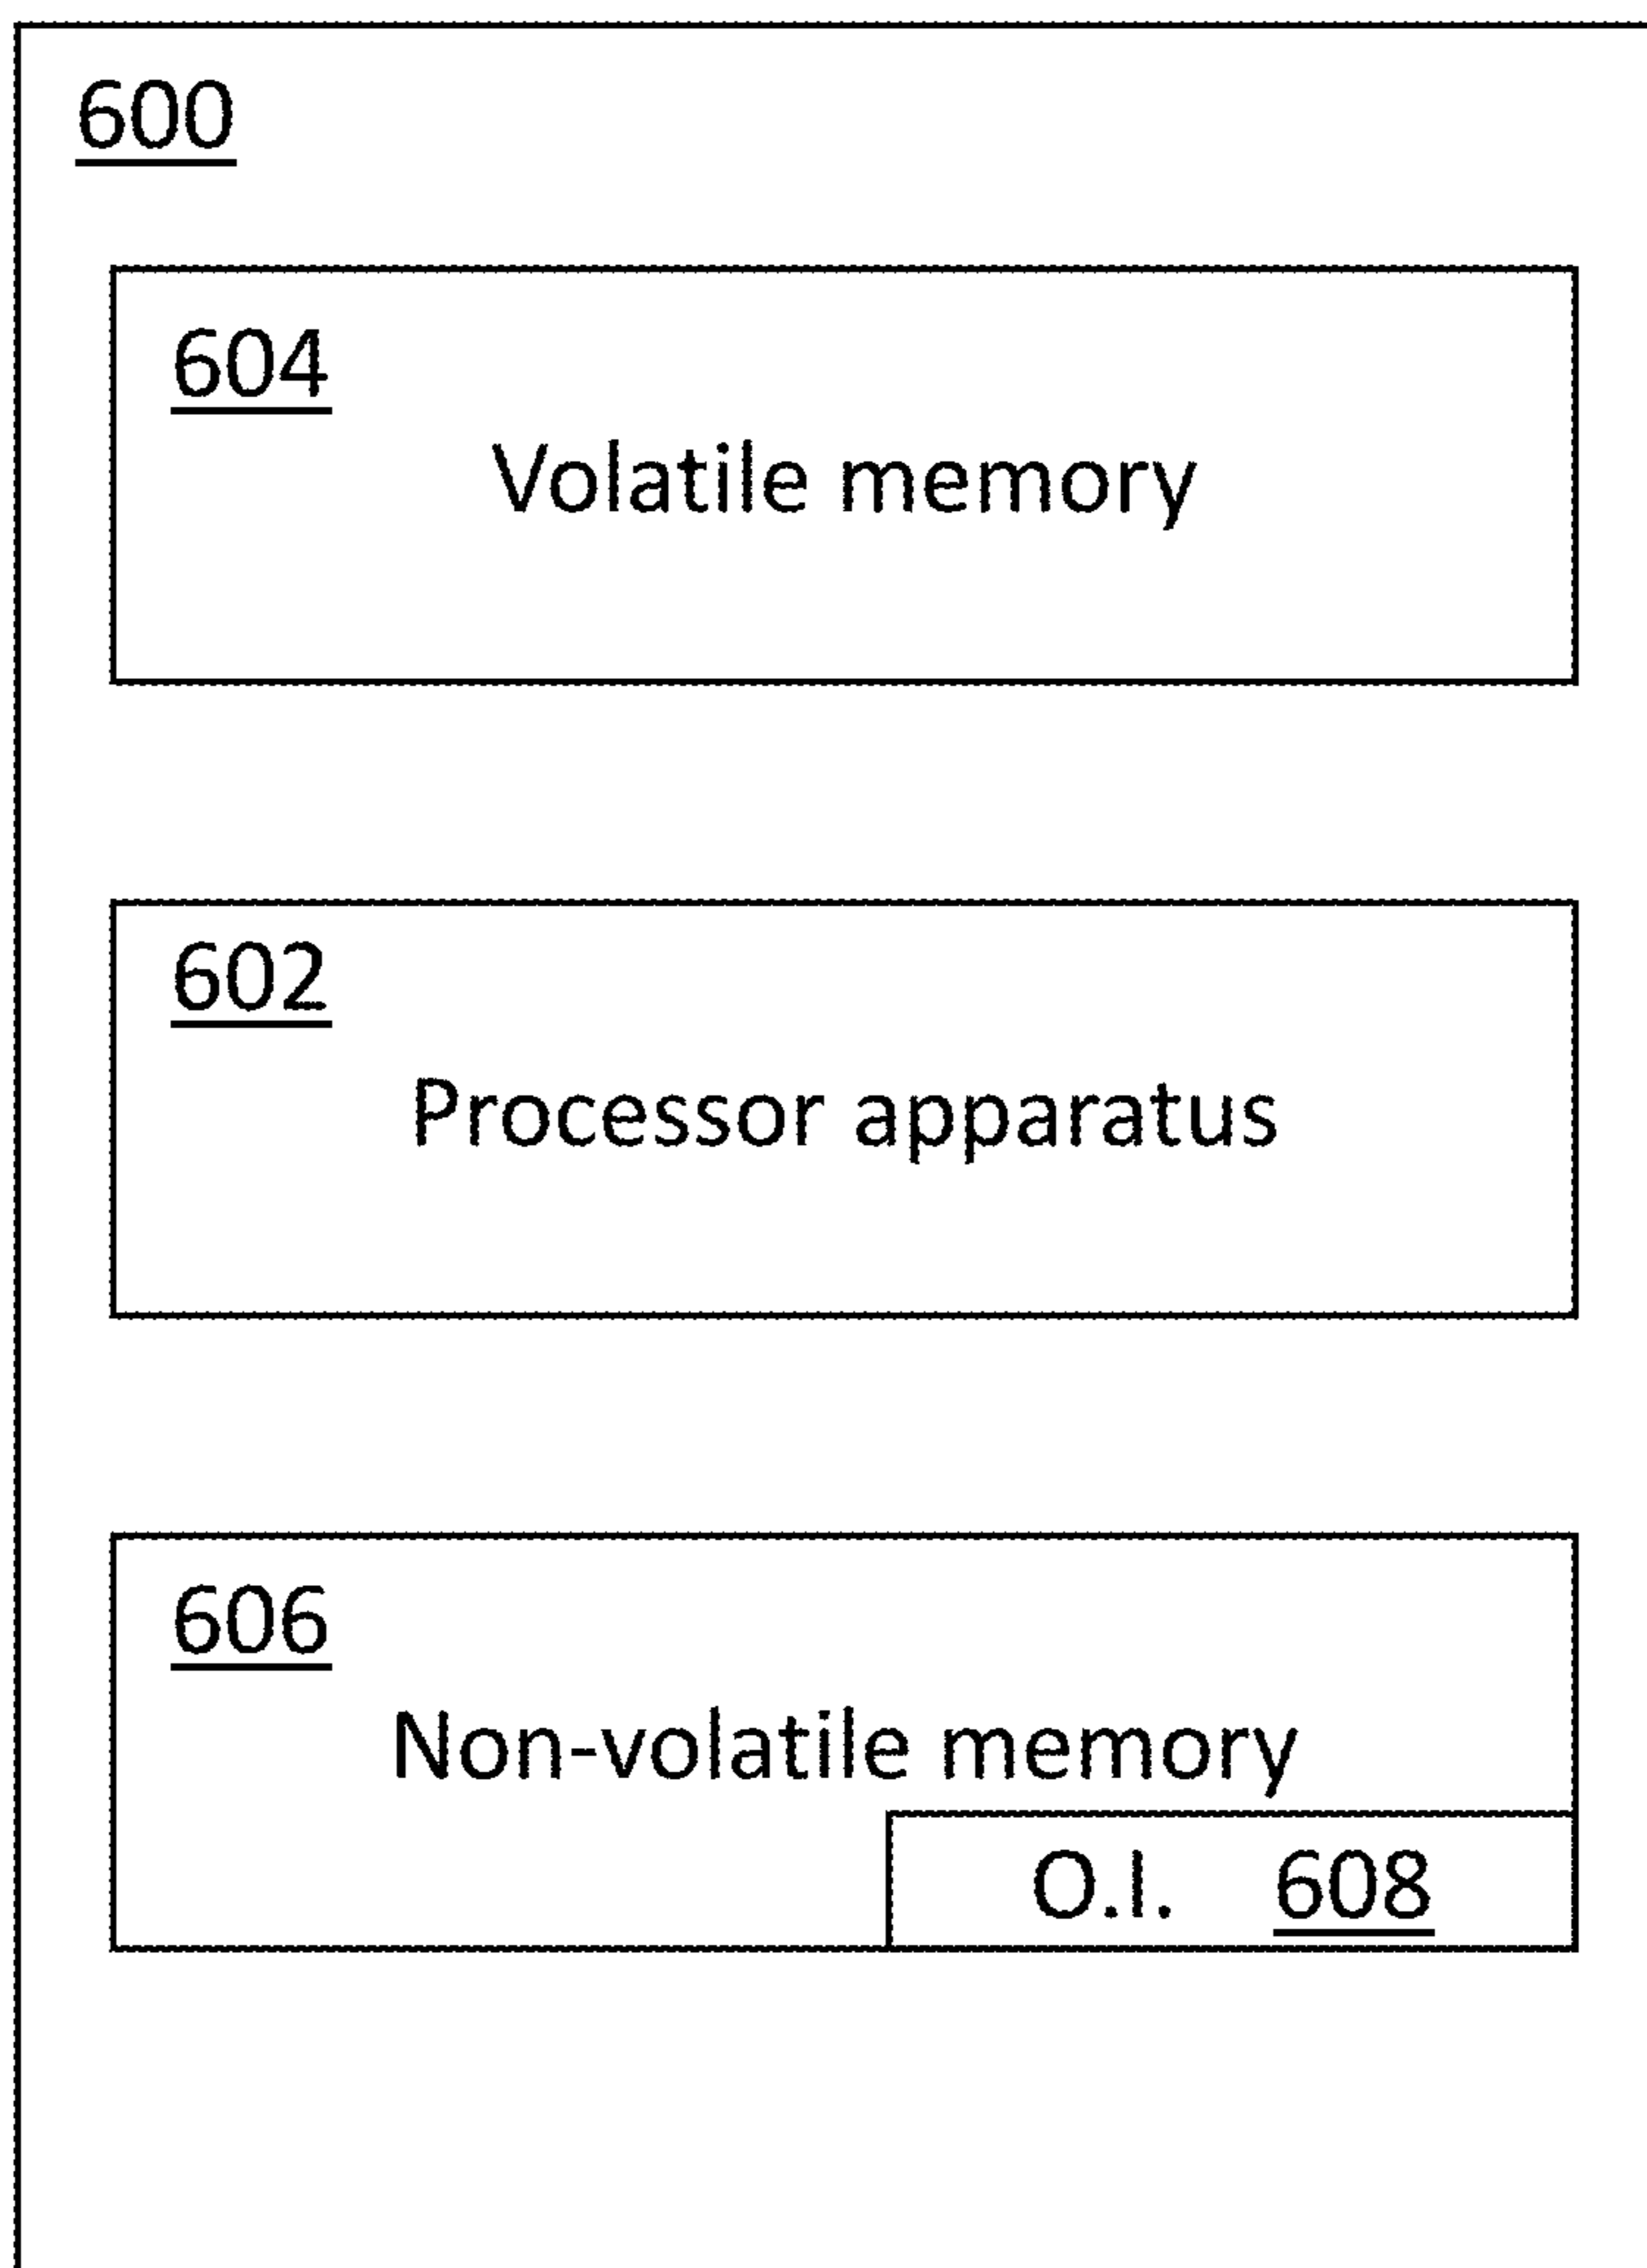 600
604
Volatile memory
602
Processor apparatus
606
Non-volatile memory
O.I. 608